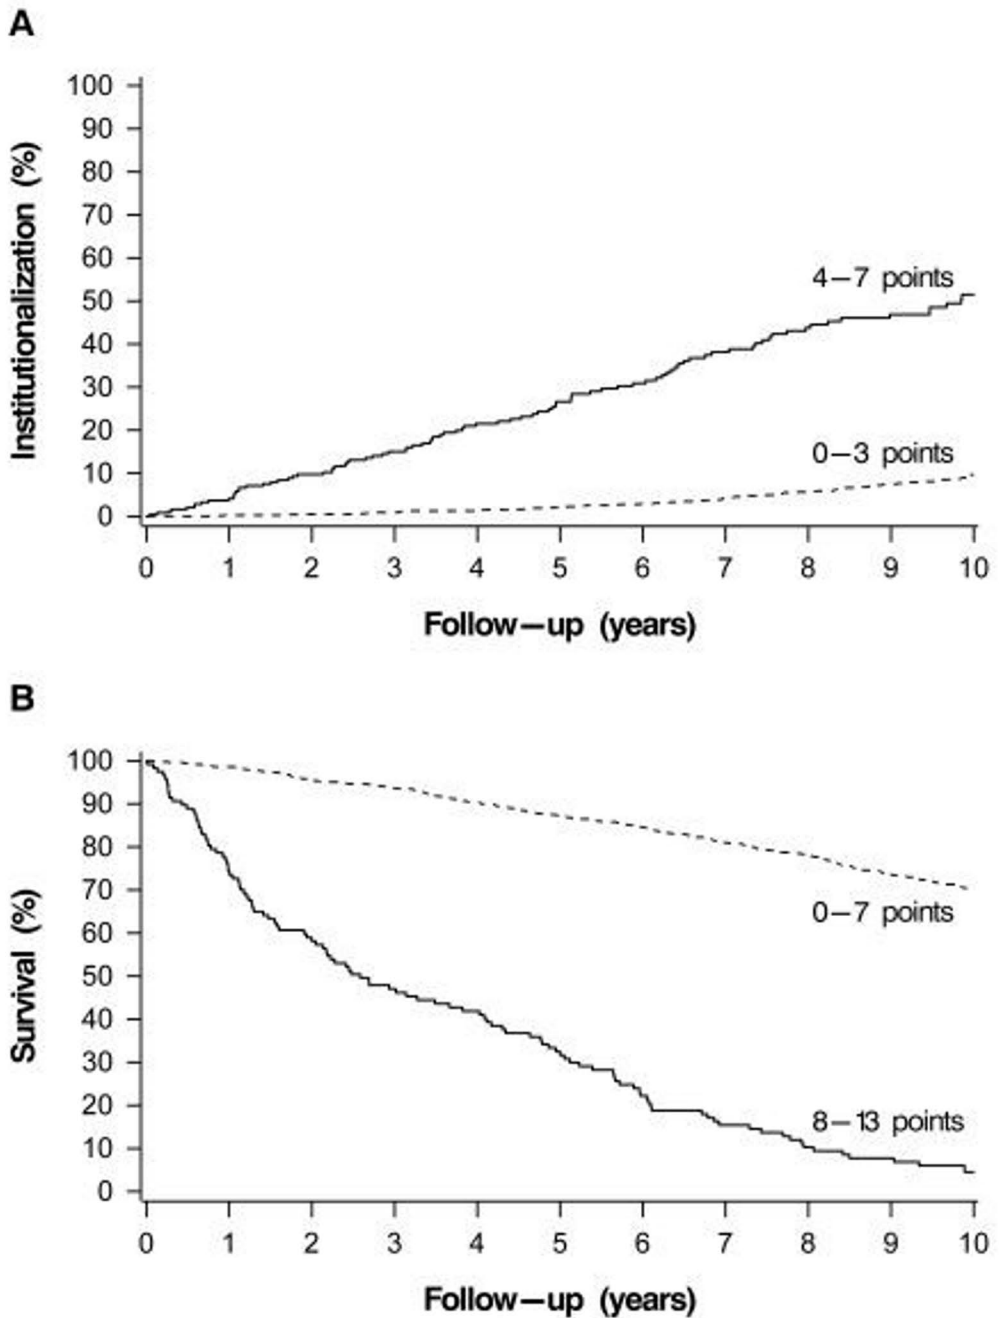 A
100
90
80
70
60
50
40
30
20
10
0
Institutionalization (%)
4–7 points
0–3 points
0 1 2 3 4 5 6 7 8 9 10
Follow–up (years)
B
100
90
80
70
60
50
40
30
20
10
0
Survival (%)
0–7 points
8–13 points
0 1 2 3 4 5 6 7 8 9 10
Follow–up (years)